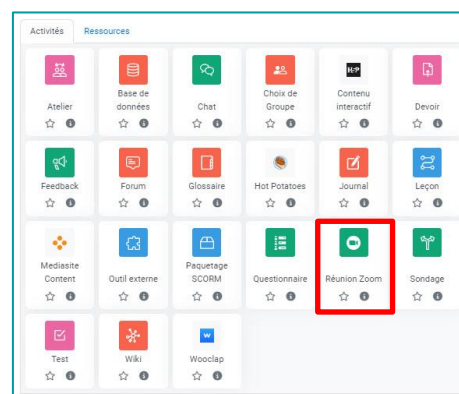 Activités Ressources
H-P
Atelier
Base de
données
Chat
Choix de
Groupe
Contenu
interactif
Devoir
Feedback
Forum
Glossaire
Hot Potatoes
Journal
Leçon
Mediasite
Content
Outil externe
Paquetage
SCORM
Questionnaire
Réunion Zoom
Sondage
w
Test
Wiki
Wooclap